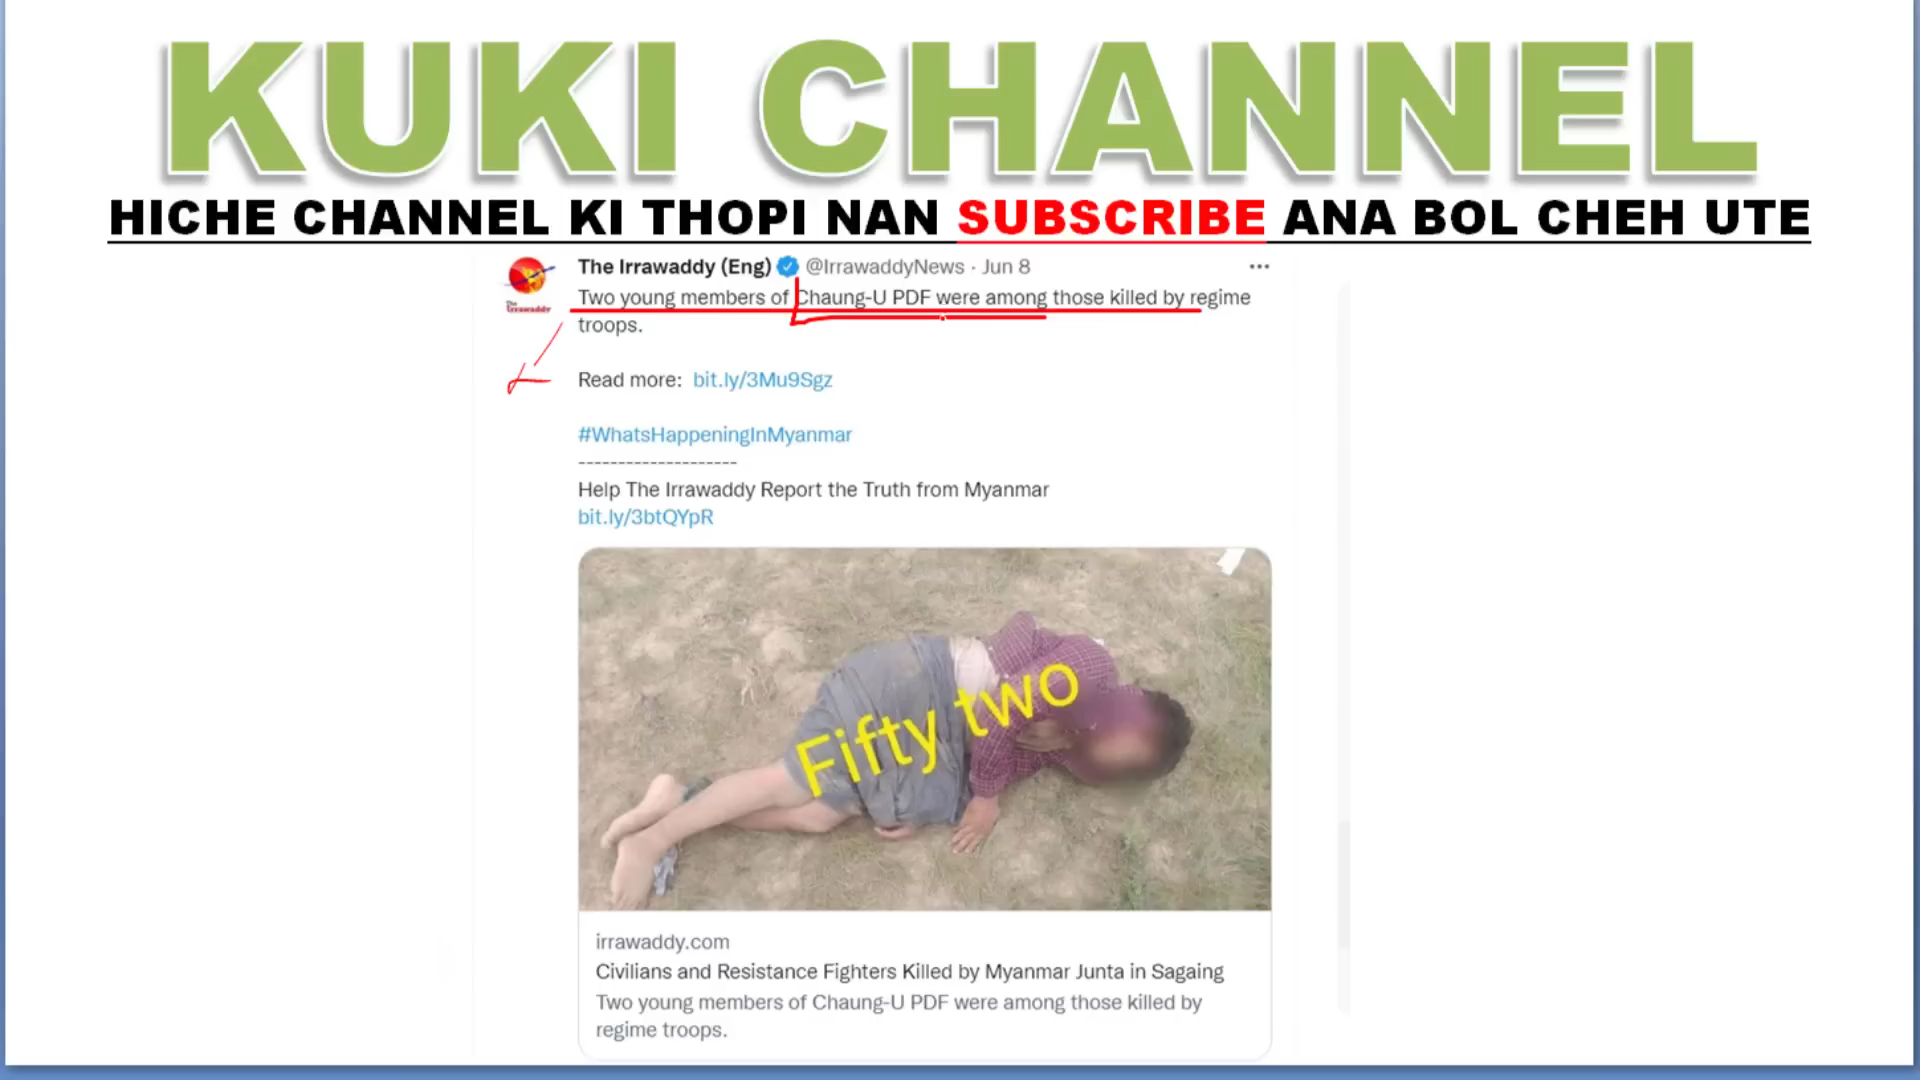 KUKI CHANNEL
HICHE CHANNEL KI THOPI NAN SUBSCRIBE ANA BOL CHEH UTE
The Irrawaddy (Eng) @IrrawaddyNews · Jun 8
The Irrawaddy
Two young members of Chaung-U PDF were among those killed by regime
troops.
Read more: bit.ly/3Mu9Sgz
#WhatsHappeningInMyanmar
--------------------
Help The Irrawaddy Report the Truth from Myanmar
bit.ly/3btQYpR
Fifty two
irrawaddy.com
Civilians and Resistance Fighters Killed by Myanmar Junta in Sagaing
Two young members of Chaung-U PDF were among those killed by
regime troops.